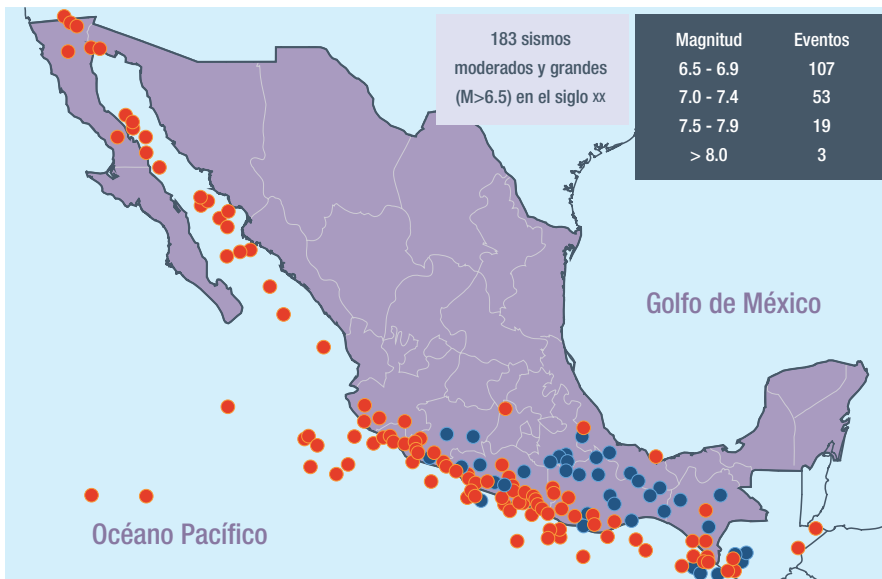 183 sismos
moderados y grandes
(M>6.5) en el siglo xx
Magnitud Eventos
6.5 - 6.9 107
7.0 - 7.4 53
7.5 - 7.9 19
> 8.0 3
Golfo de México
Océano Pacífico